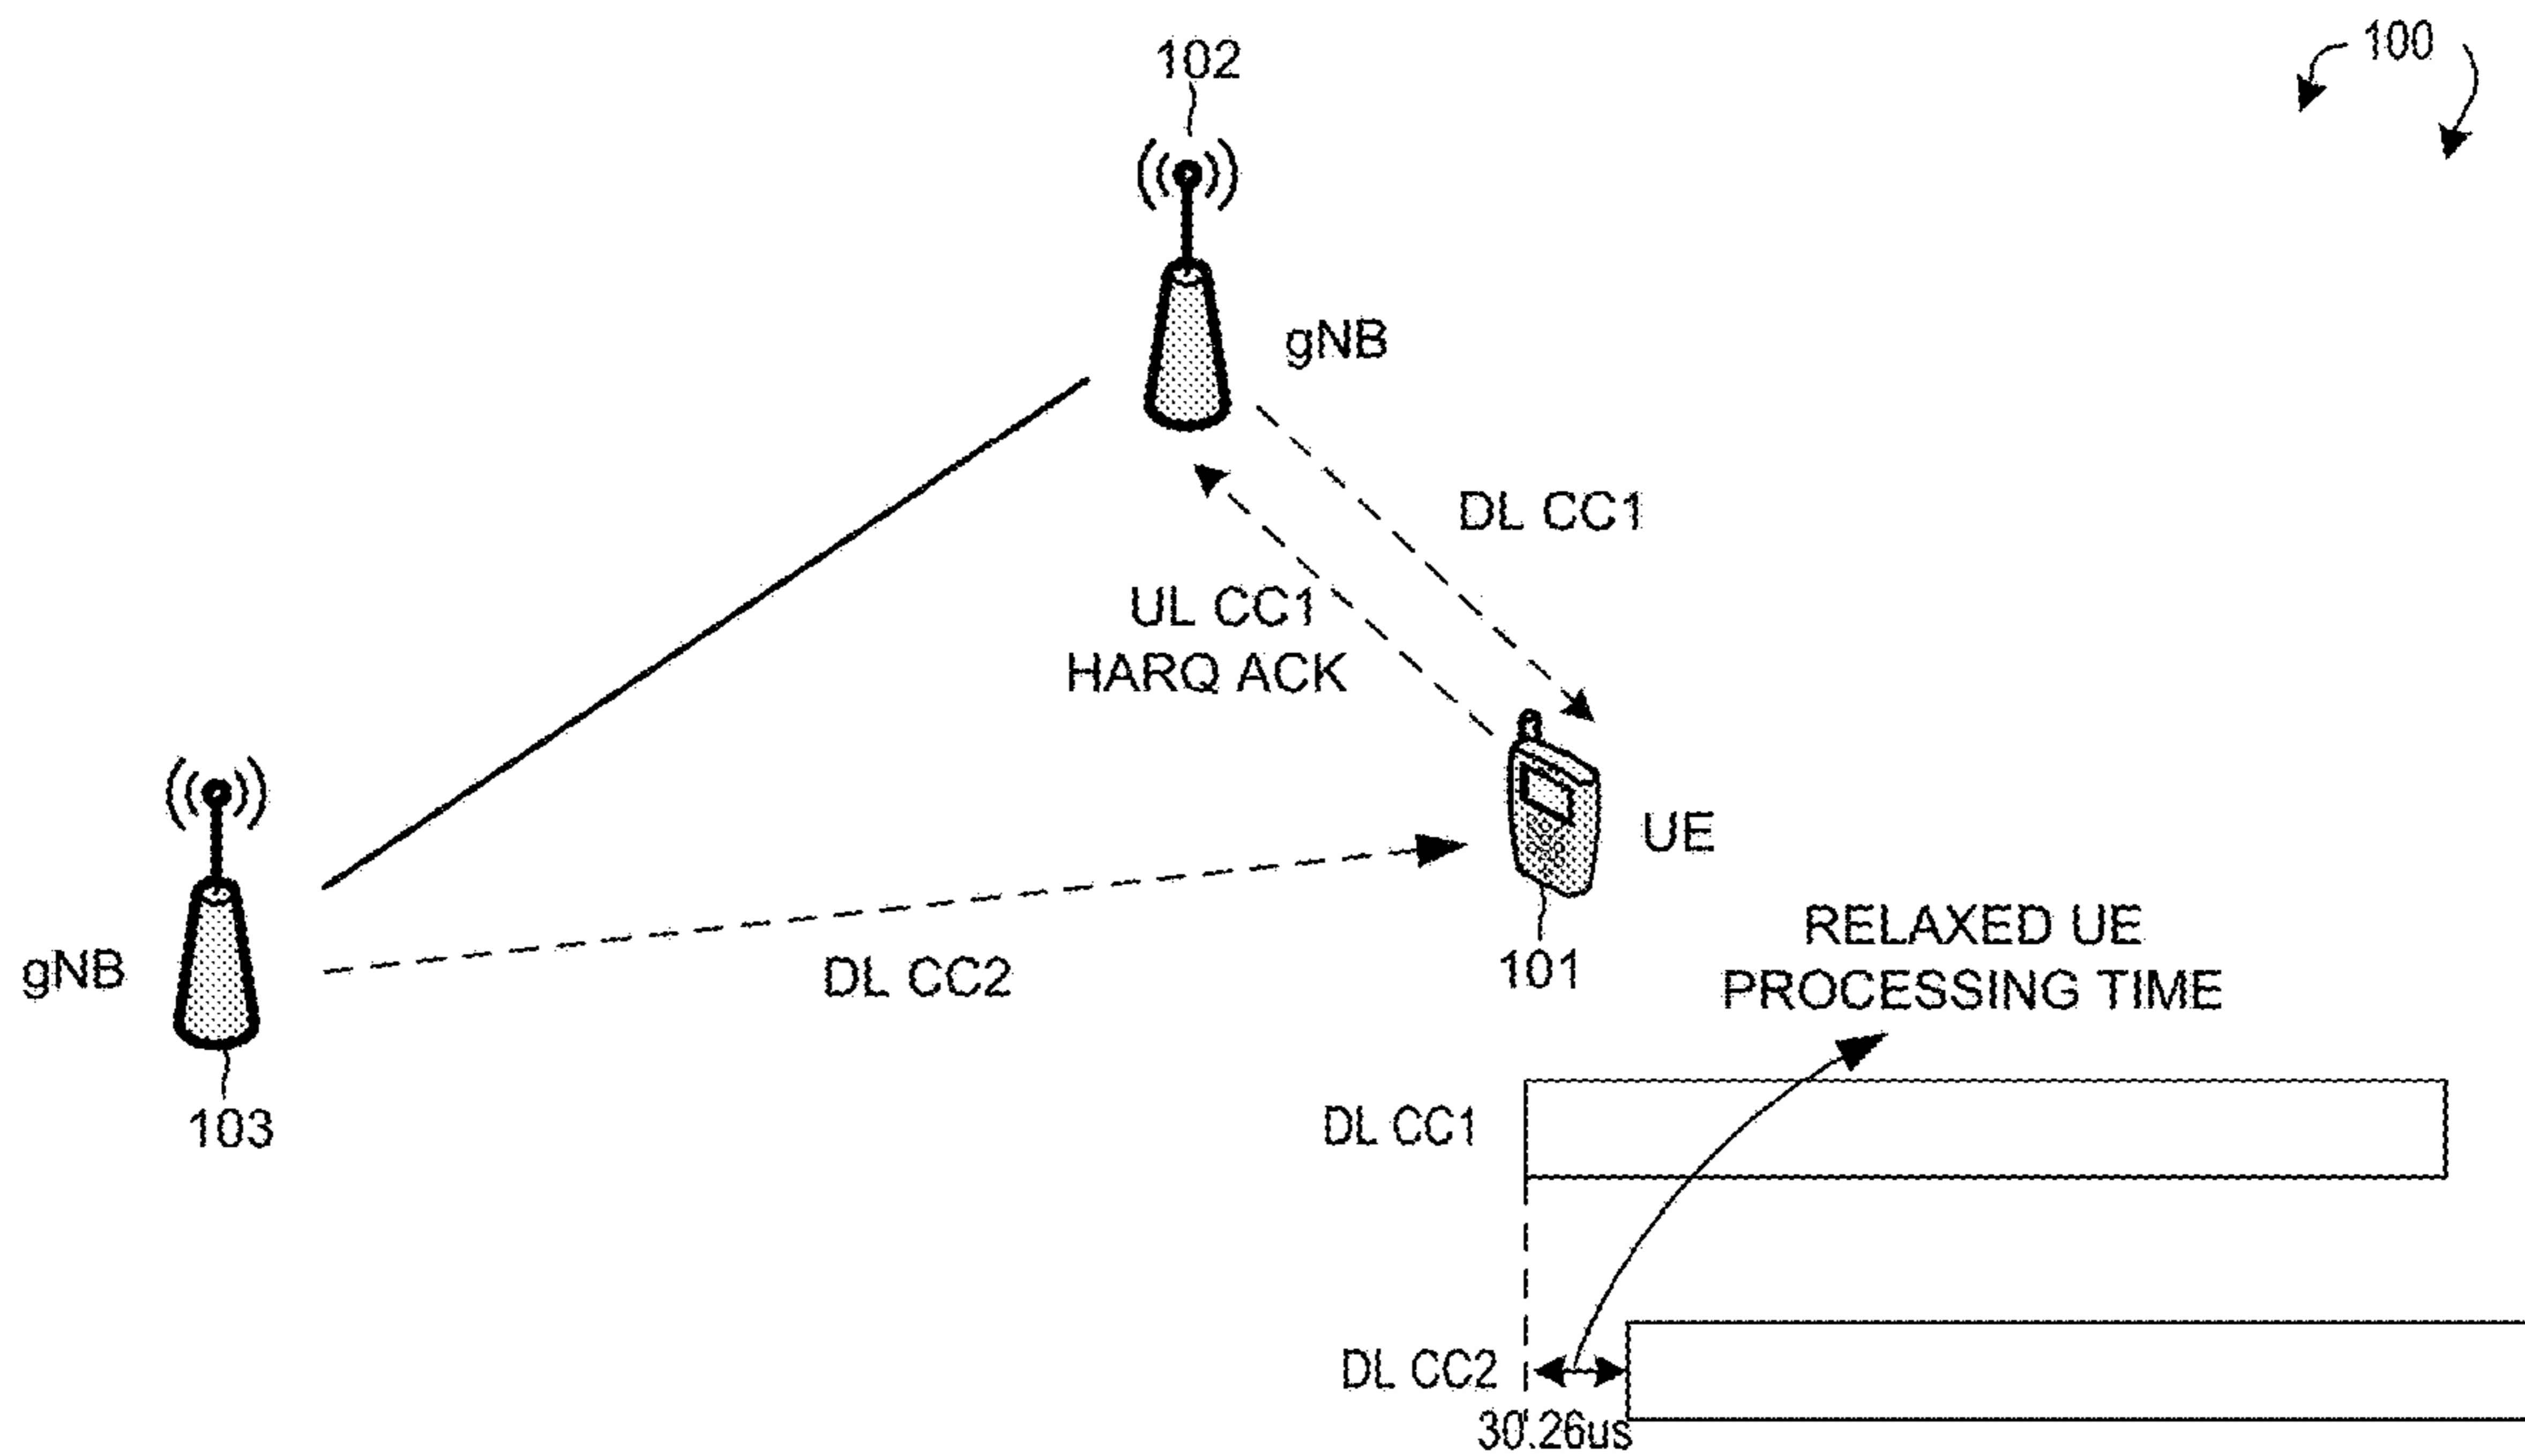 100
102
gNB
DL CC1
UL CC1
HARQ ACK
UE
101
gNB
103
DL CC2
RELAXED UE
PROCESSING TIME
DL CC1
DL CC2
30.26us